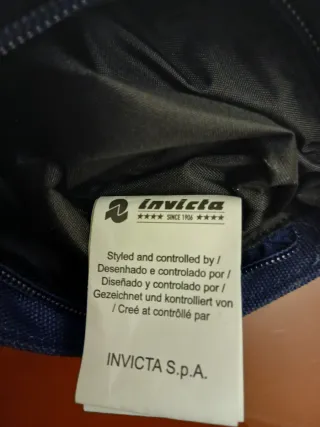 invicta
★★★★ SINCE 1906 ★★★★
Styled and controlled by /
Desenhado e controlado por /
Diseñado y controlado por /
Gezeichnet und kontrolliert von
/ Creé at contrôllé par
INVICTA S.p.A.